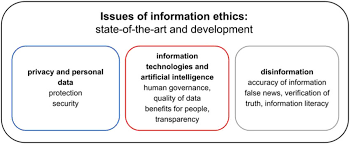 Issues of information ethics:
state-of-the-art and development
privacy and personal
data
protection
security
information
technologies and
artificial intelligence
human governance,
quality of data
benefits for people,
transparency
disinformation
accuracy of information
false news, verification of
truth, information literacy